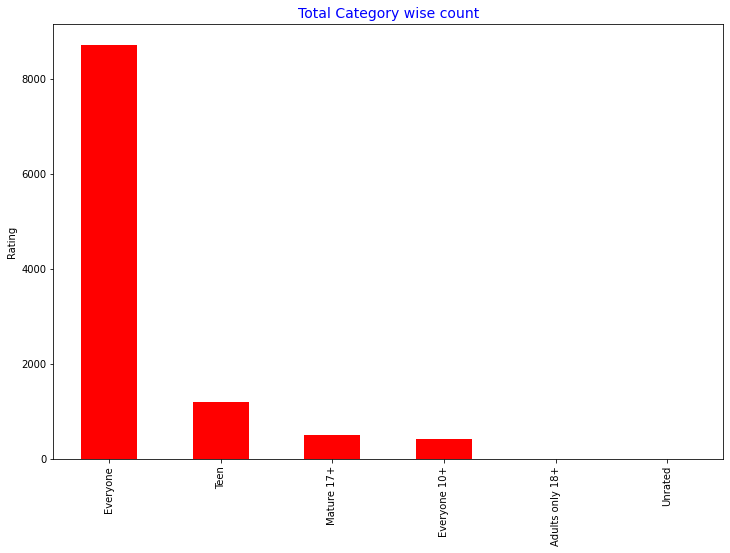 Total Category wise count
Rating
8000
6000
4000
2000
0
Everyone
Teen
Mature 17+
Everyone 10+
Adults only 18+
Unrated